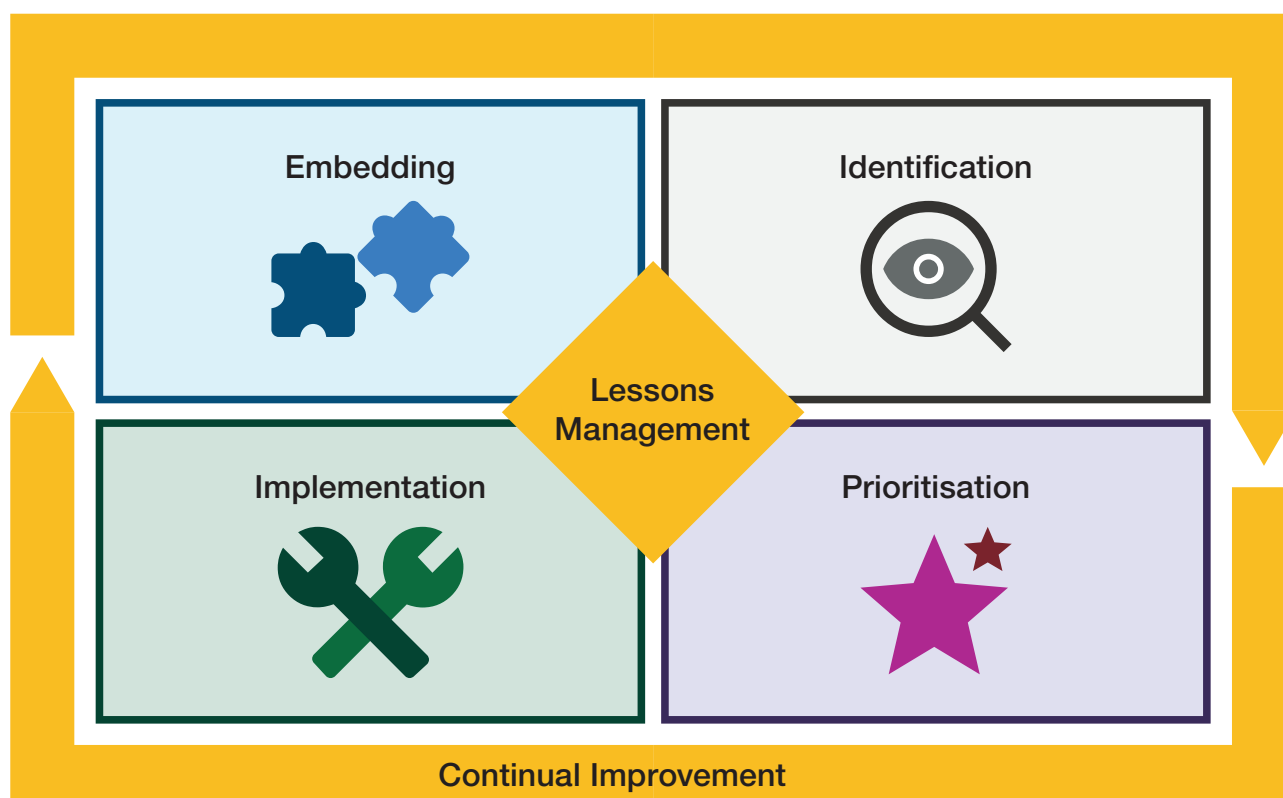 Embedding
Identification
Lessons
Management
Implementation
Prioritisation
Continual Improvement